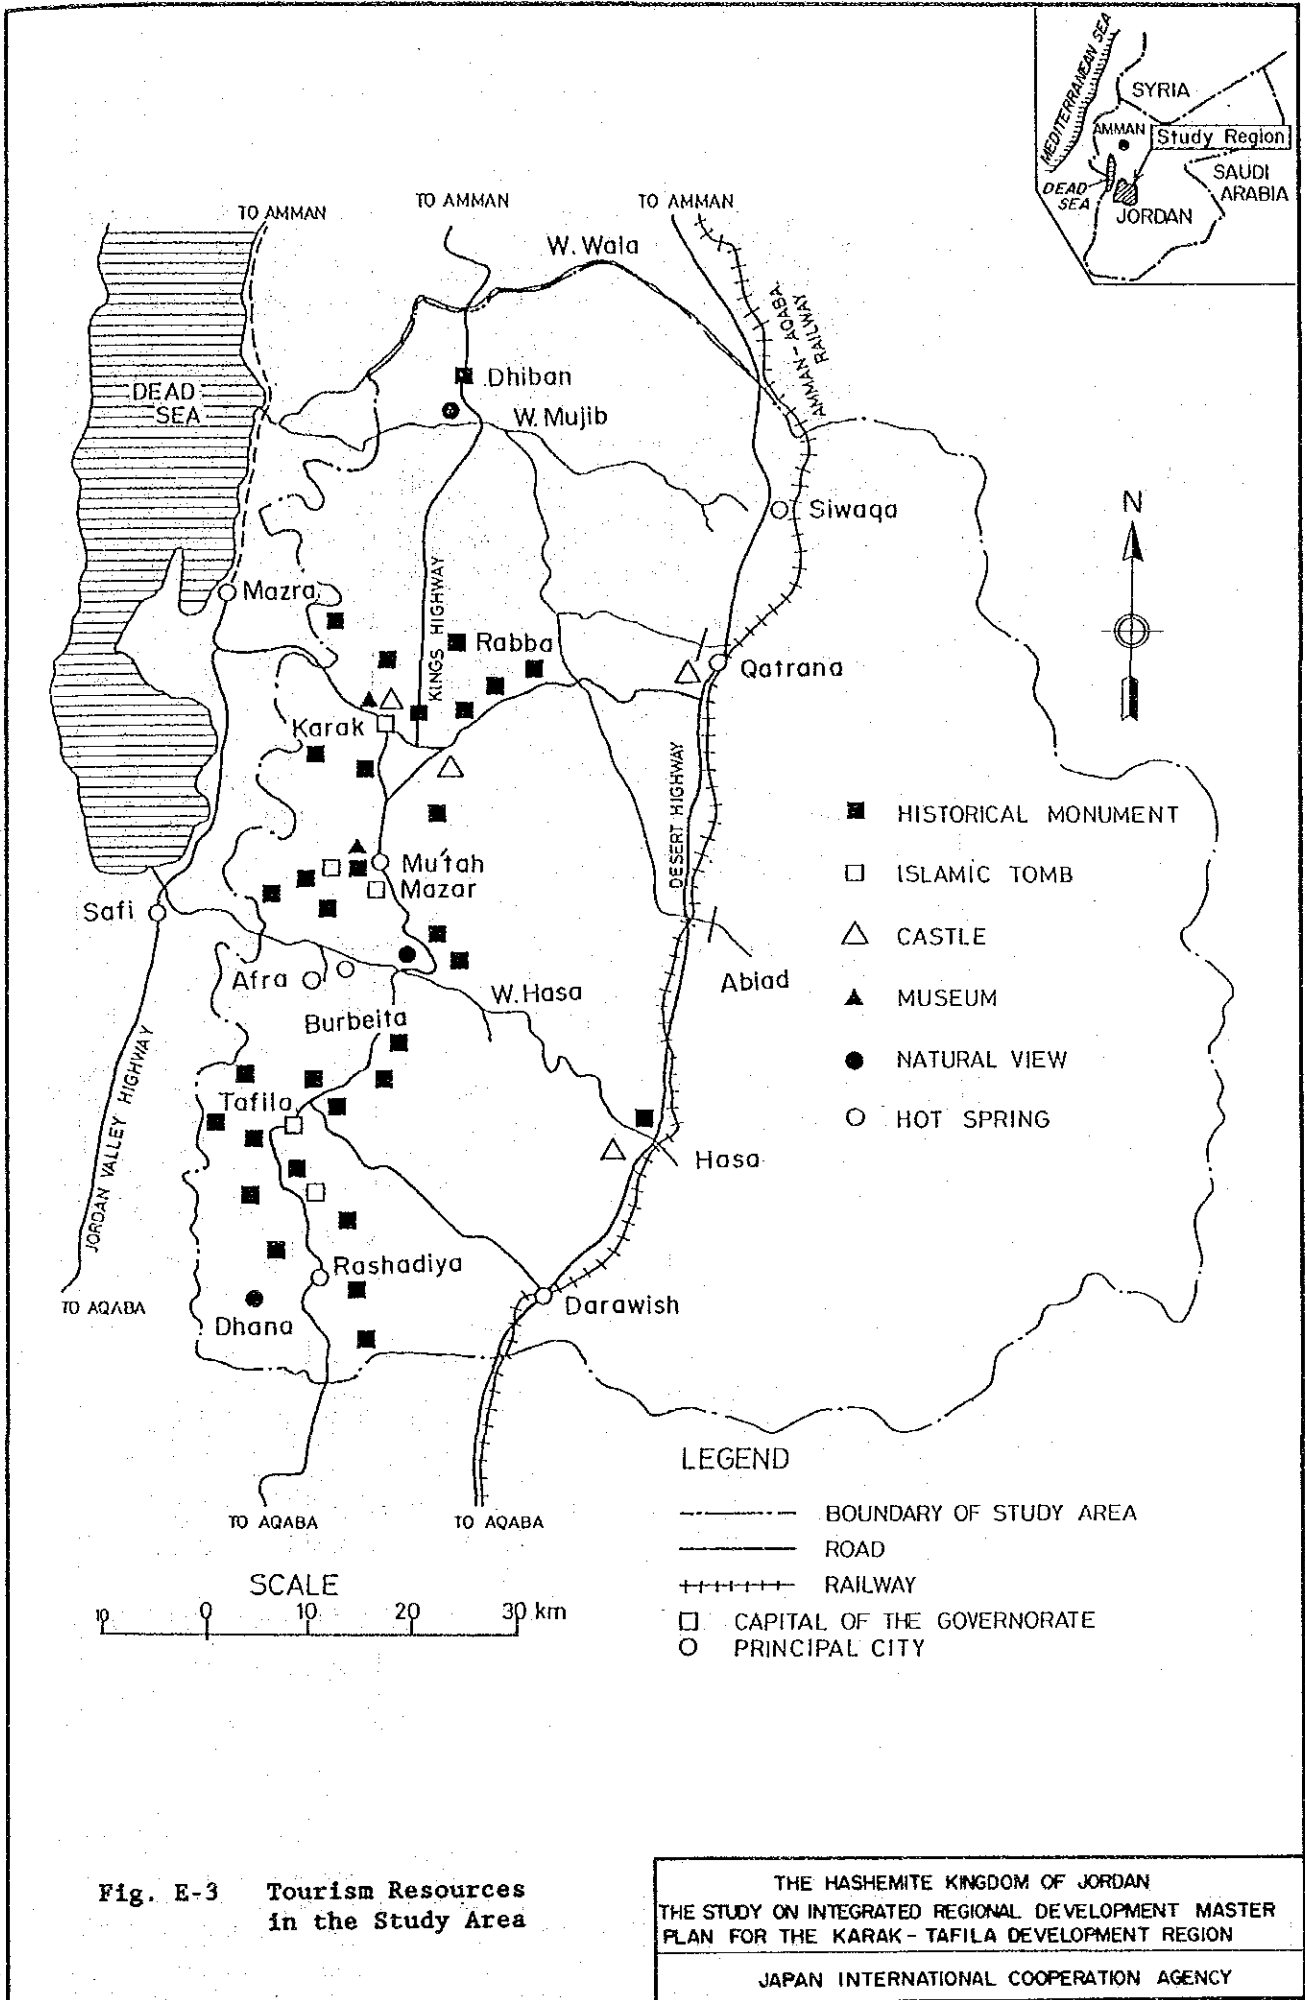 MEDITERRANEAN SEA
SYRIA
AMMAN
Study Region
SAUDI
ARABIA
DEAD
SEA
JORDAN
TO AMMAN
TO AMMAN
TO AMMAN
W. Wala
AMMAN-AQABA
RAILWAY
DEAD
SEA
Dhiban
W. Mujib
Siwaqa
N
Mazra
KINGS HIGHWAY
Rabba
Qatrana
Karak
DESERT HIGHWAY
HISTORICAL MONUMENT
ISLAMIC TOMB
CASTLE
MUSEUM
NATURAL VIEW
HOT SPRING
Mu'tah
Mazar
Safi
Afra
Abiad
W. Hasa
Burbeita
JORDAN VALLEY HIGHWAY
Tafila
Hasa
Rashadiya
TO AQABA
Dhana
Darawish
LEGEND
BOUNDARY OF STUDY AREA
ROAD
RAILWAY
CAPITAL OF THE GOVERNORATE
PRINCIPAL CITY
TO AQABA
TO AQABA
SCALE
10 0 10 20 30 km
Fig. E-3 Tourism Resources
in the Study Area
THE HASHEMITE KINGDOM OF JORDAN
THE STUDY ON INTEGRATED REGIONAL DEVELOPMENT MASTER
PLAN FOR THE KARAK - TAFILA DEVELOPMENT REGION
JAPAN INTERNATIONAL COOPERATION AGENCY